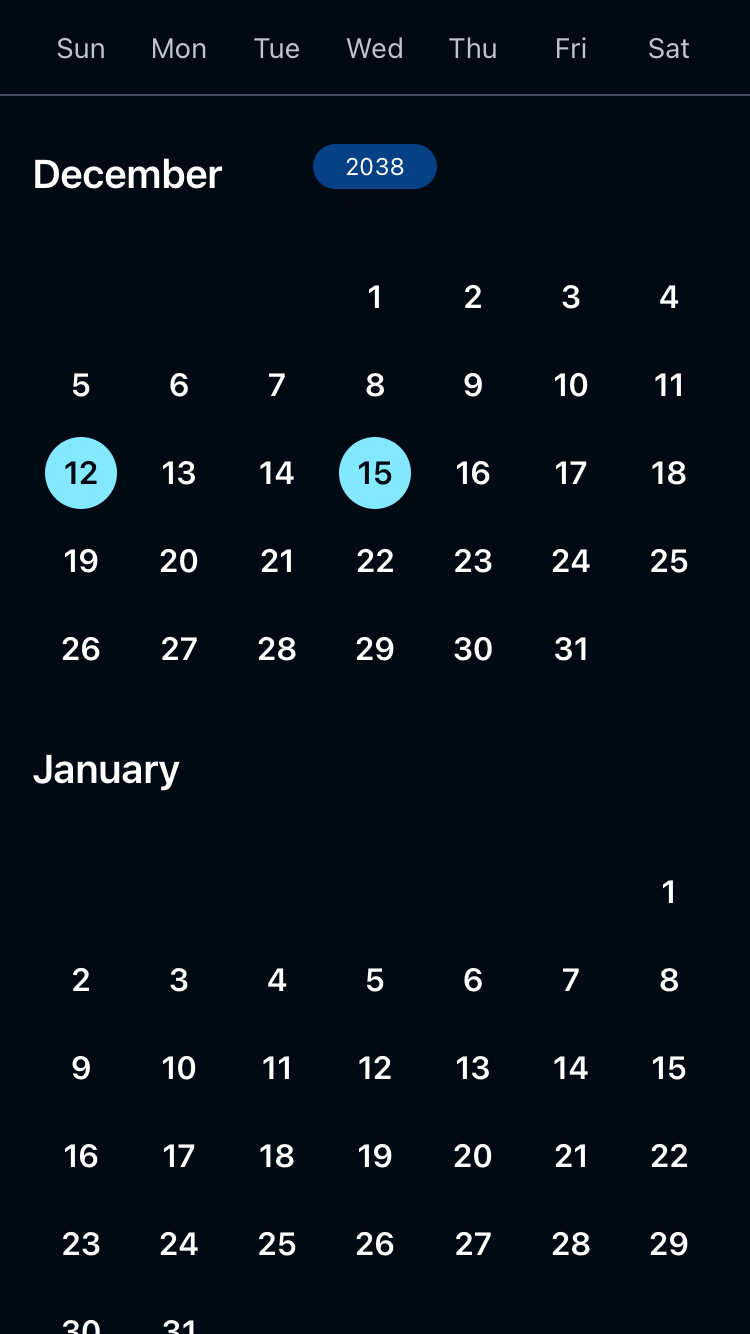 Sun Mon Tue Wed Thu Fri Sat
December 2038
1 2 3 4
5 6 7 8 9 10 11
12 13 14 15 16 17 18
19 20 21 22 23 24 25
26 27 28 29 30 31
January
1
2 3 4 5 6 7 8
9 10 11 12 13 14 15
16 17 18 19 20 21 22
23 24 25 26 27 28 29
30 31